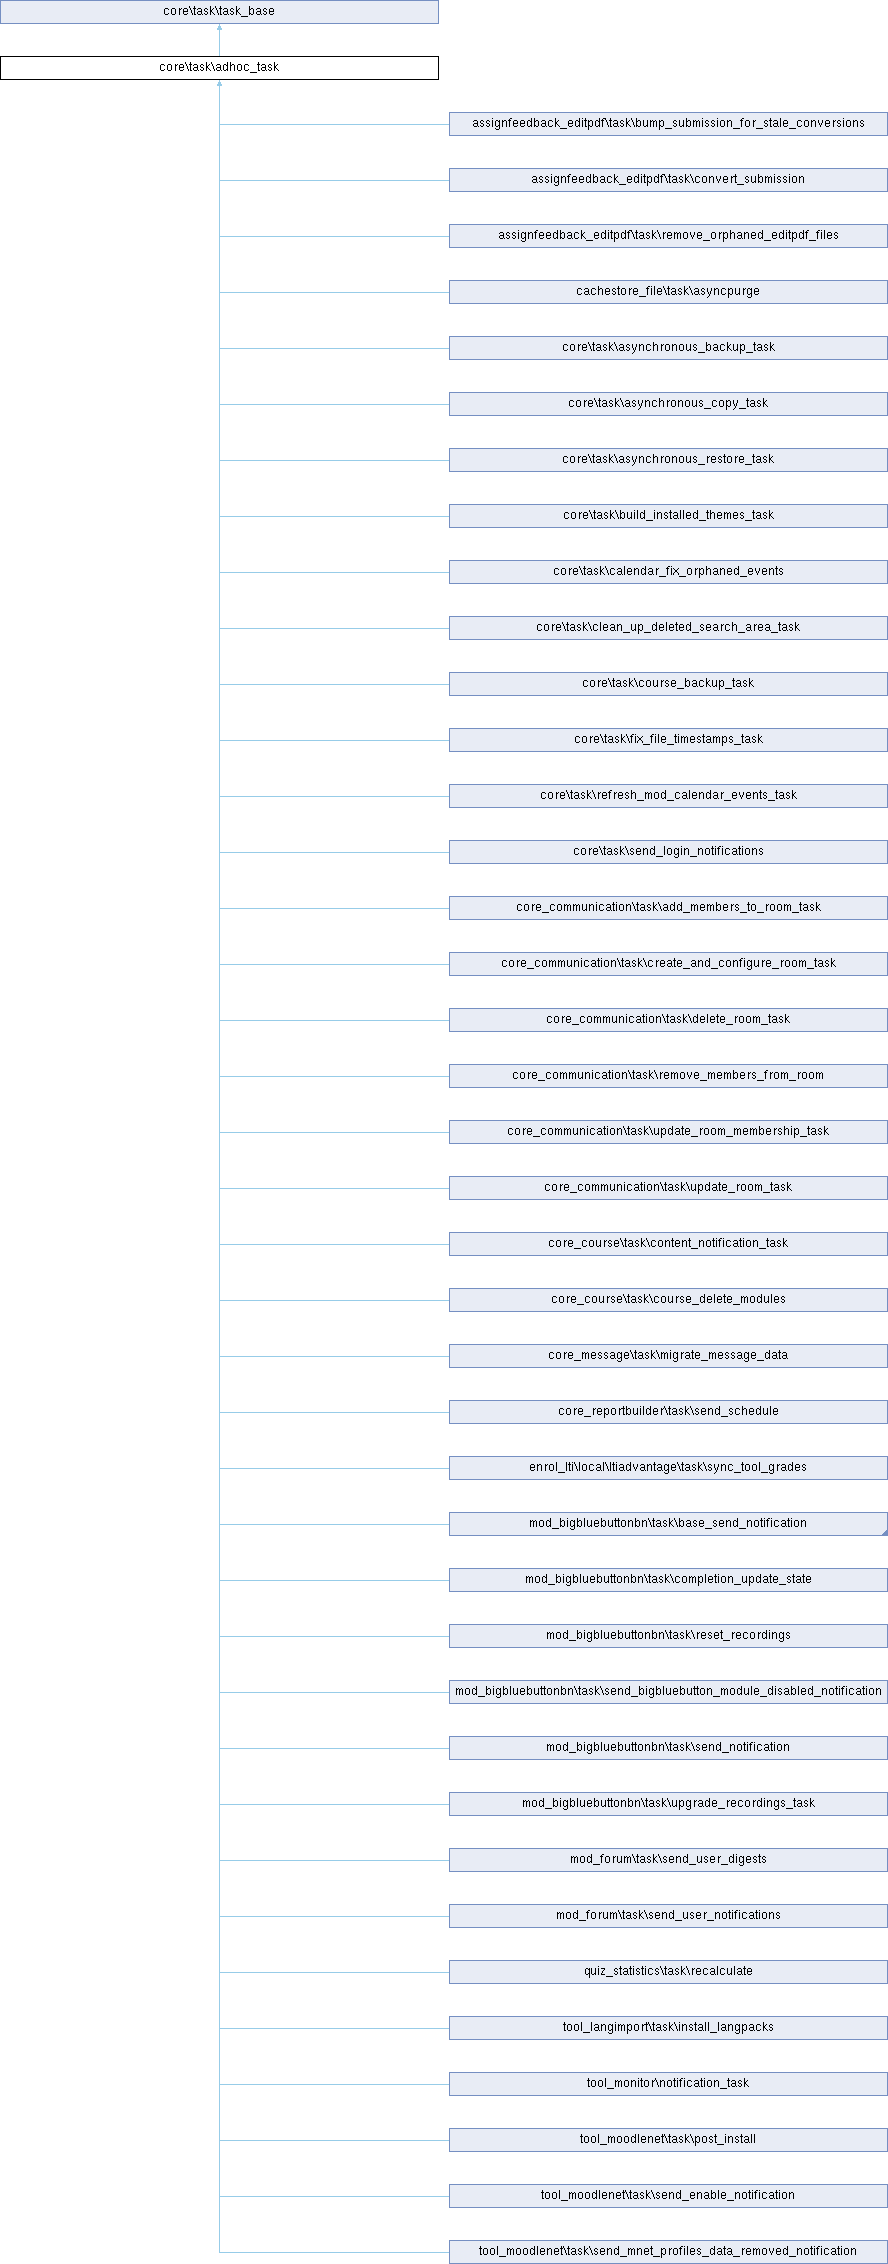 core\task\task_base
core\task\adhoc_task
assignfeedback_editpdf\task\bump_submission_for_stale_conversions
assignfeedback_editpdf\task\convert_submission
assignfeedback_editpdf\task\remove_orphaned_editpdf_files
cachestore_file\task\asyncpurge
core\task\asynchronous_backup_task
core\task\asynchronous_copy_task
core\task\asynchronous_restore_task
core\task\build_installed_themes_task
core\task\calendar_fix_orphaned_events
core\task\clean_up_deleted_search_area_task
core\task\course_backup_task
core\task\fix_file_timestamps_task
core\task\refresh_mod_calendar_events_task
core\task\send_login_notifications
core_communication\task\add_members_to_room_task
core_communication\task\create_and_configure_room_task
core_communication\task\delete_room_task
core_communication\task\remove_members_from_room
core_communication\task\update_room_membership_task
core_communication\task\update_room_task
core_course\task\content_notification_task
core_course\task\course_delete_modules
core_message\task\migrate_message_data
core_reportbuilder\task\send_schedule
enrol_lti\local\ltiadvantage\task\sync_tool_grades
mod_bigbluebuttonbn\task\base_send_notification
mod_bigbluebuttonbn\task\completion_update_state
mod_bigbluebuttonbn\task\reset_recordings
mod_bigbluebuttonbn\task\send_bigbluebutton_module_disabled_notification
mod_bigbluebuttonbn\task\send_notification
mod_bigbluebuttonbn\task\upgrade_recordings_task
mod_forum\task\send_user_digests
mod_forum\task\send_user_notifications
quiz_statistics\task\recalculate
tool_langimport\task\install_langpacks
tool_monitor\notification_task
tool_moodlenet\task\post_install
tool_moodlenet\task\send_enable_notification
tool_moodlenet\task\send_mnet_profiles_data_removed_notification